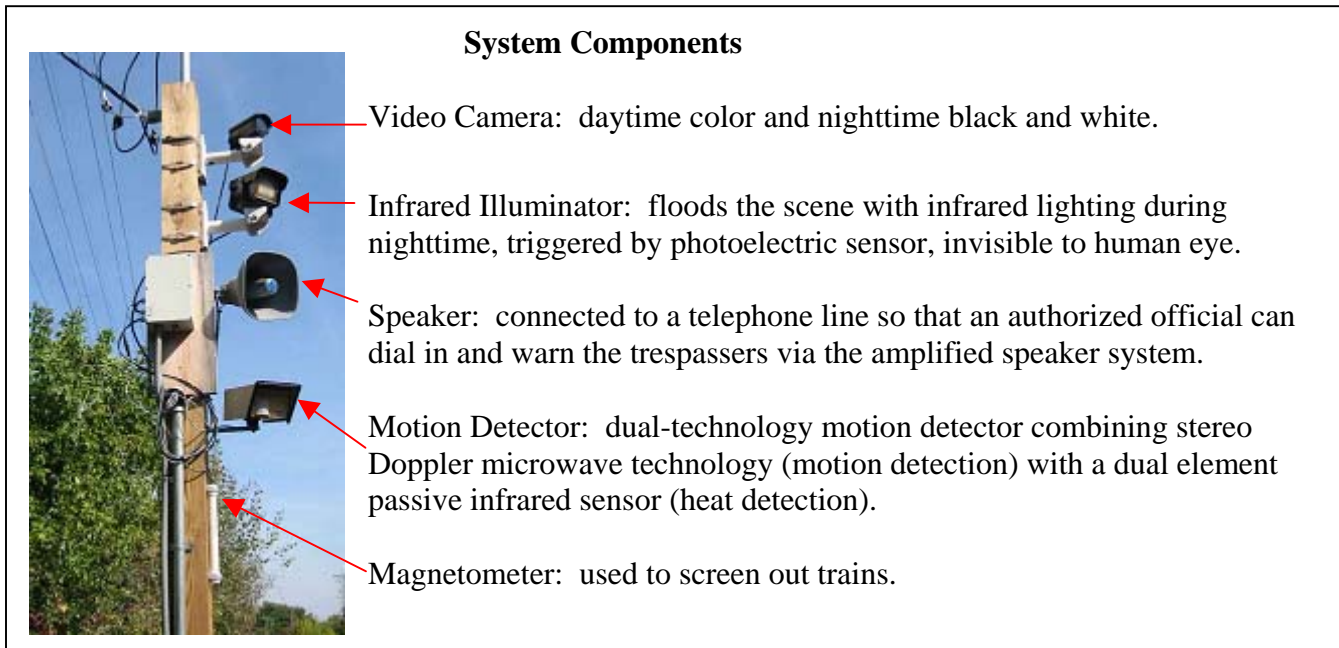 System Components
Video Camera: daytime color and nighttime black and white.
Infrared Illuminator: floods the scene with infrared lighting during
nighttime, triggered by photoelectric sensor, invisible to human eye.
Speaker: connected to a telephone line so that an authorized official can
dial in and warn the trespassers via the amplified speaker system.
Motion Detector: dual-technology motion detector combining stereo
Doppler microwave technology (motion detection) with a dual element
passive infrared sensor (heat detection).
Magnetometer: used to screen out trains.